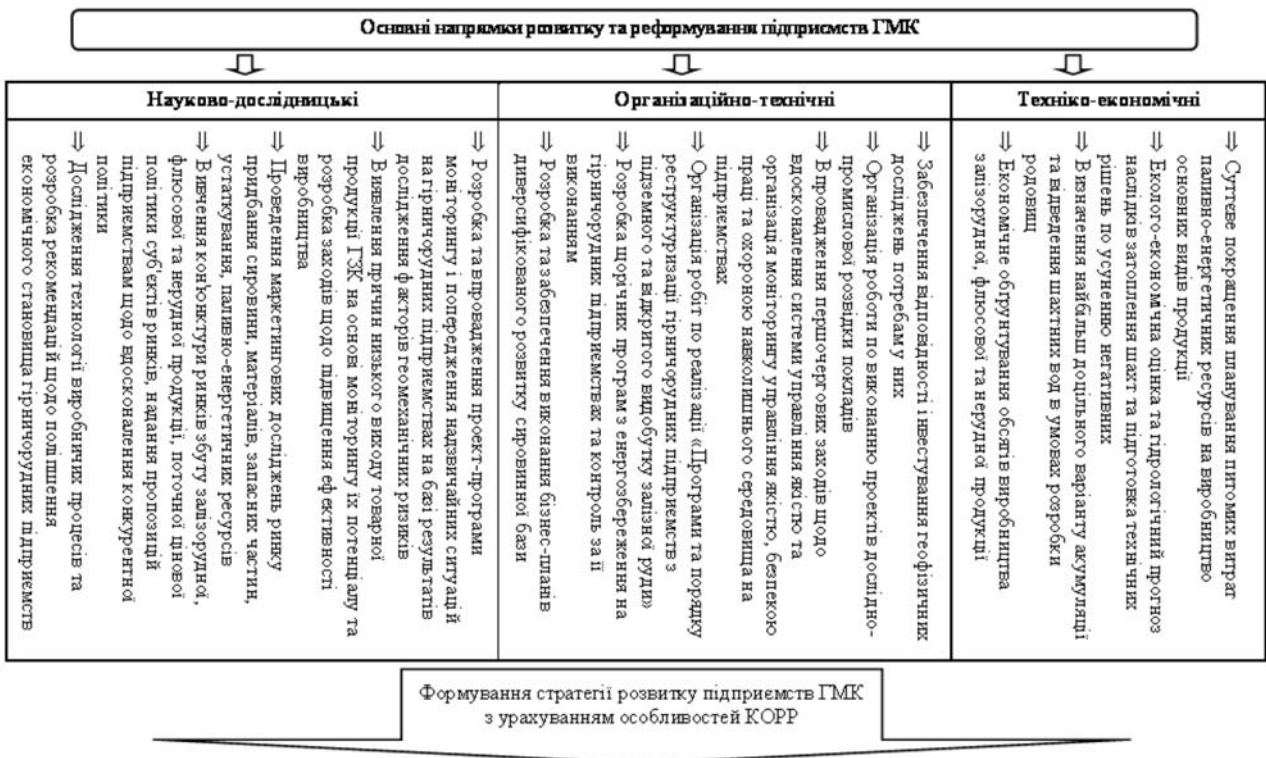 Основні напрямки розвитку та реформування підприємств ГМК
Науково-дослідницькі
⇒ Розробка та впровадження проект-програми
моніторингу і попередження надзвичайних ситуацій
на гірничорудних підприємствах на базі результатів
дослідження факторів геомеханічних ризиків
⇒ Виявлення причин низького виходу товарної
продукції ГЗК на основі моніторингу їх потенціалу та
розробка заходів щодо підвищення ефективності
виробництва
⇒ Проведення маркетингових досліджень ринку
придбання сировини, матеріалів, запасних частин,
устаткування, паливно-енергетичних ресурсів
⇒ Вивчення кон'юнктури ринків збуту залізорудної,
флюсової та нерудної продукції, поточної цінової
політики суб'єктів ринків, надання пропозицій
підприємствам щодо вдосконалення конкурентної
політики
⇒ Дослідження технології виробничих процесів та
розробка рекомендацій щодо поліпшення
економічного становища гірничорудних підприємств
Організаційно-технічні
⇒ Забезпечення відповідності інвестування геофізичних
досліджень потребам у них
⇒ Організація роботи по виконанню проектів дослідно-
промислової розвідки покладів
⇒ Впровадження першочергових заходів щодо
вдосконалення системи управління якістю та
організація моніторингу управління якістю, безпекою
праці та охороною навколишнього середовища на
підприємствах
⇒ Організація робіт по реалізації «Програми та порядку
реструктуризації гірничорудних підприємств з
підземного та відкритого видобутку залізної руди»
⇒ Розробка щорічних програм з енергозбереження на
гірничорудних підприємствах та контроль за її
виконанням
⇒ Розробка та забезпечення виконання бізнес-планів
диверсифікованого розвитку сировинної бази
Техніко-економічні
⇒ Суттєве покращення планування питомих витрат
паливно-енергетичних ресурсів на виробництво
основних видів продукції
⇒ Еколого-економічна оцінка та гідрологічний прогноз
наслідків затоплення шахт та підготовка технічних
рішень по усуненню негативних
⇒ Визначення найбільш доцільного варіанту акумуляції
та відведення шахтних вод в умовах розробки
родовищ
⇒ Економічне обґрунтування обсягів виробництва
залізорудної, флюсової та нерудної продукції
Формування стратегії розвитку підприємств ГМК
з урахуванням особливостей КОРР